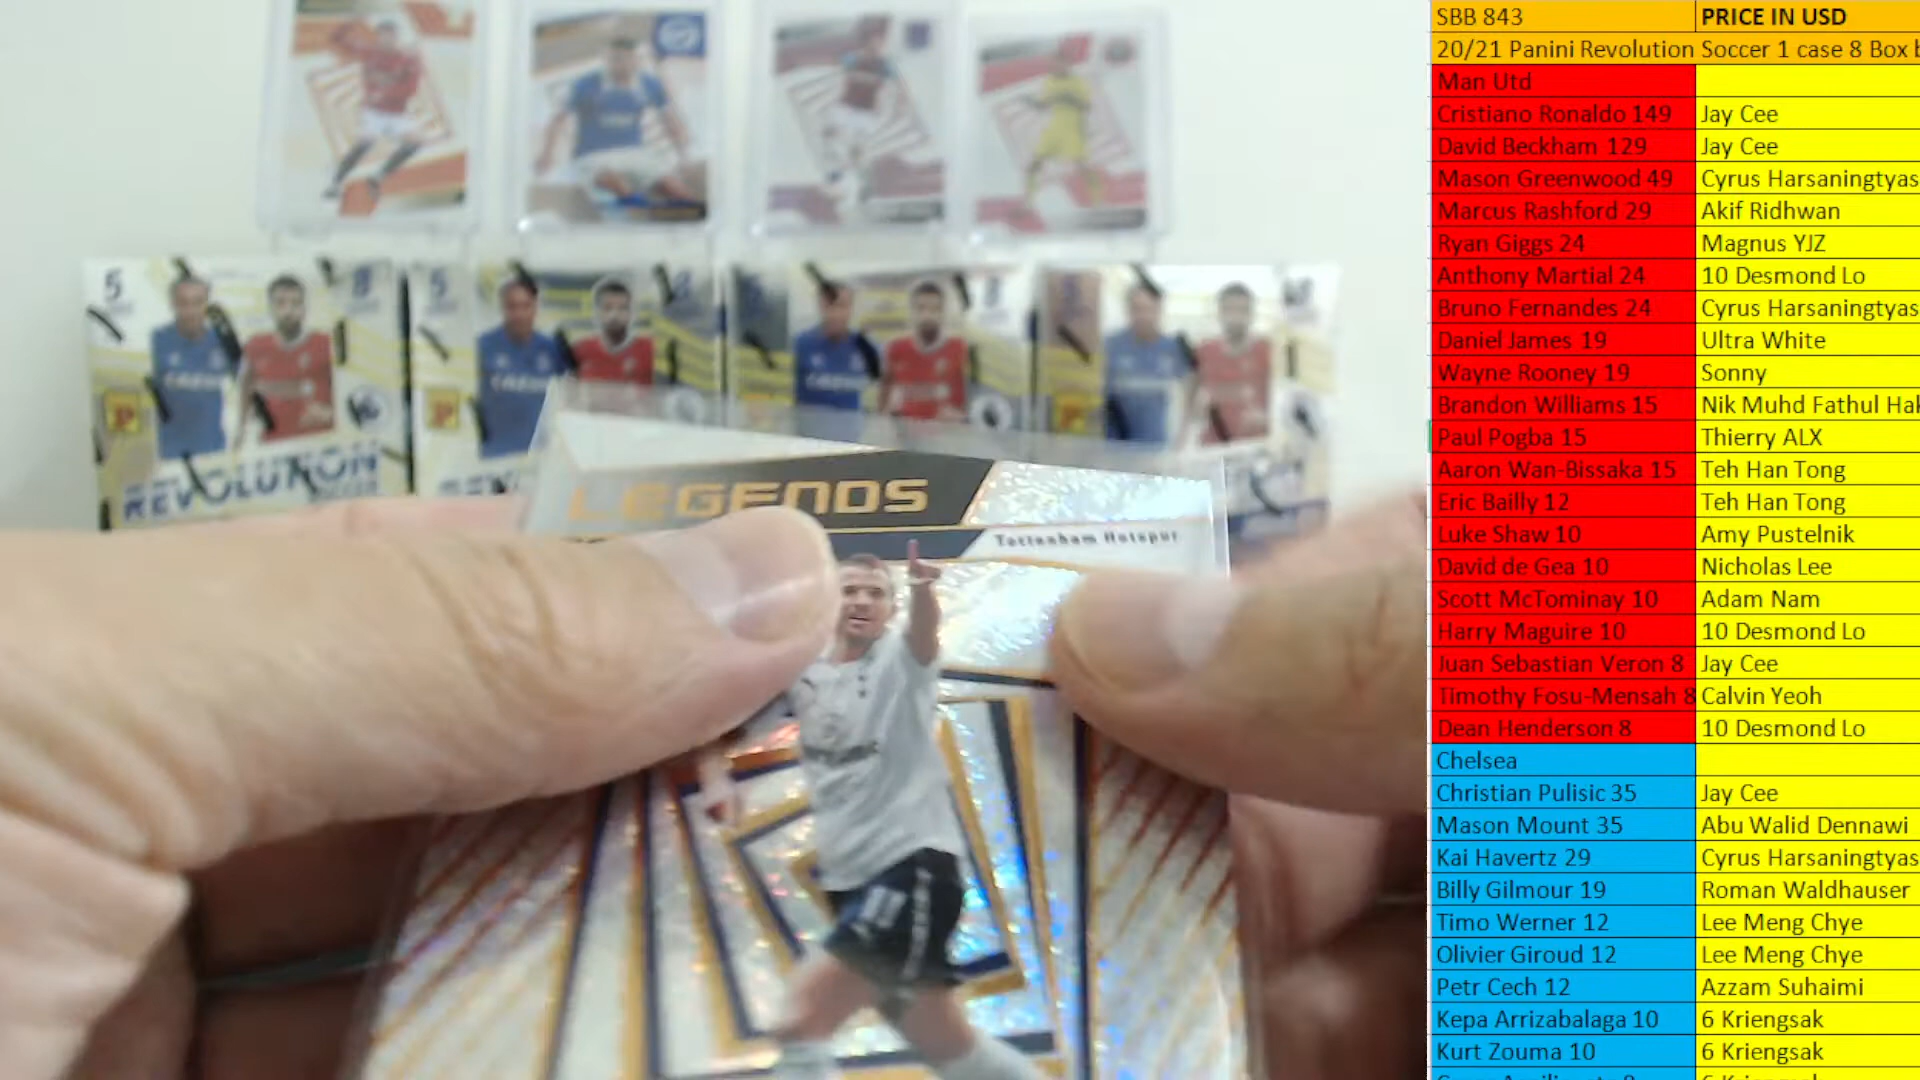 SBB 843 PRICE IN USD
20/21 Panini Revolution Soccer 1 case 8 Box b
Man Utd
Cristiano Ronaldo 149 Jay Cee
David Beckham 129 Jay Cee
Mason Greenwood 49 Cyrus Harsaningtyas
Marcus Rashford 29 Akif Ridhwan
Ryan Giggs 24 Magnus YJZ
Anthony Martial 24 10 Desmond Lo
Bruno Fernandes 24 Cyrus Harsaningtyas
Daniel James 19 Ultra White
Wayne Rooney 19 Sonny
Brandon Williams 15 Nik Muhd Fathul Hak
Paul Pogba 15 Thierry ALX
Aaron Wan-Bissaka 15 Teh Han Tong
Eric Bailly 12 Teh Han Tong
Luke Shaw 10 Amy Pustelnik
David de Gea 10 Nicholas Lee
Scott McTominay 10 Adam Nam
Harry Maguire 10 10 Desmond Lo
Juan Sebastian Veron 8 Jay Cee
Timothy Fosu-Mensah 8 Calvin Yeoh
Dean Henderson 8 10 Desmond Lo
Chelsea
Christian Pulisic 35 Jay Cee
Mason Mount 35 Abu Walid Dennawi
Kai Havertz 29 Cyrus Harsaningtyas
Billy Gilmour 19 Roman Waldhauser
Timo Werner 12 Lee Meng Chye
Olivier Giroud 12 Lee Meng Chye
Petr Cech 12 Azzam Suhaimi
Kepa Arrizabalaga 10 6 Kriengsak
Kurt Zouma 10 6 Kriengsak
5
5
REVOLUTION
LEGENDS
Tottenham Hotspur